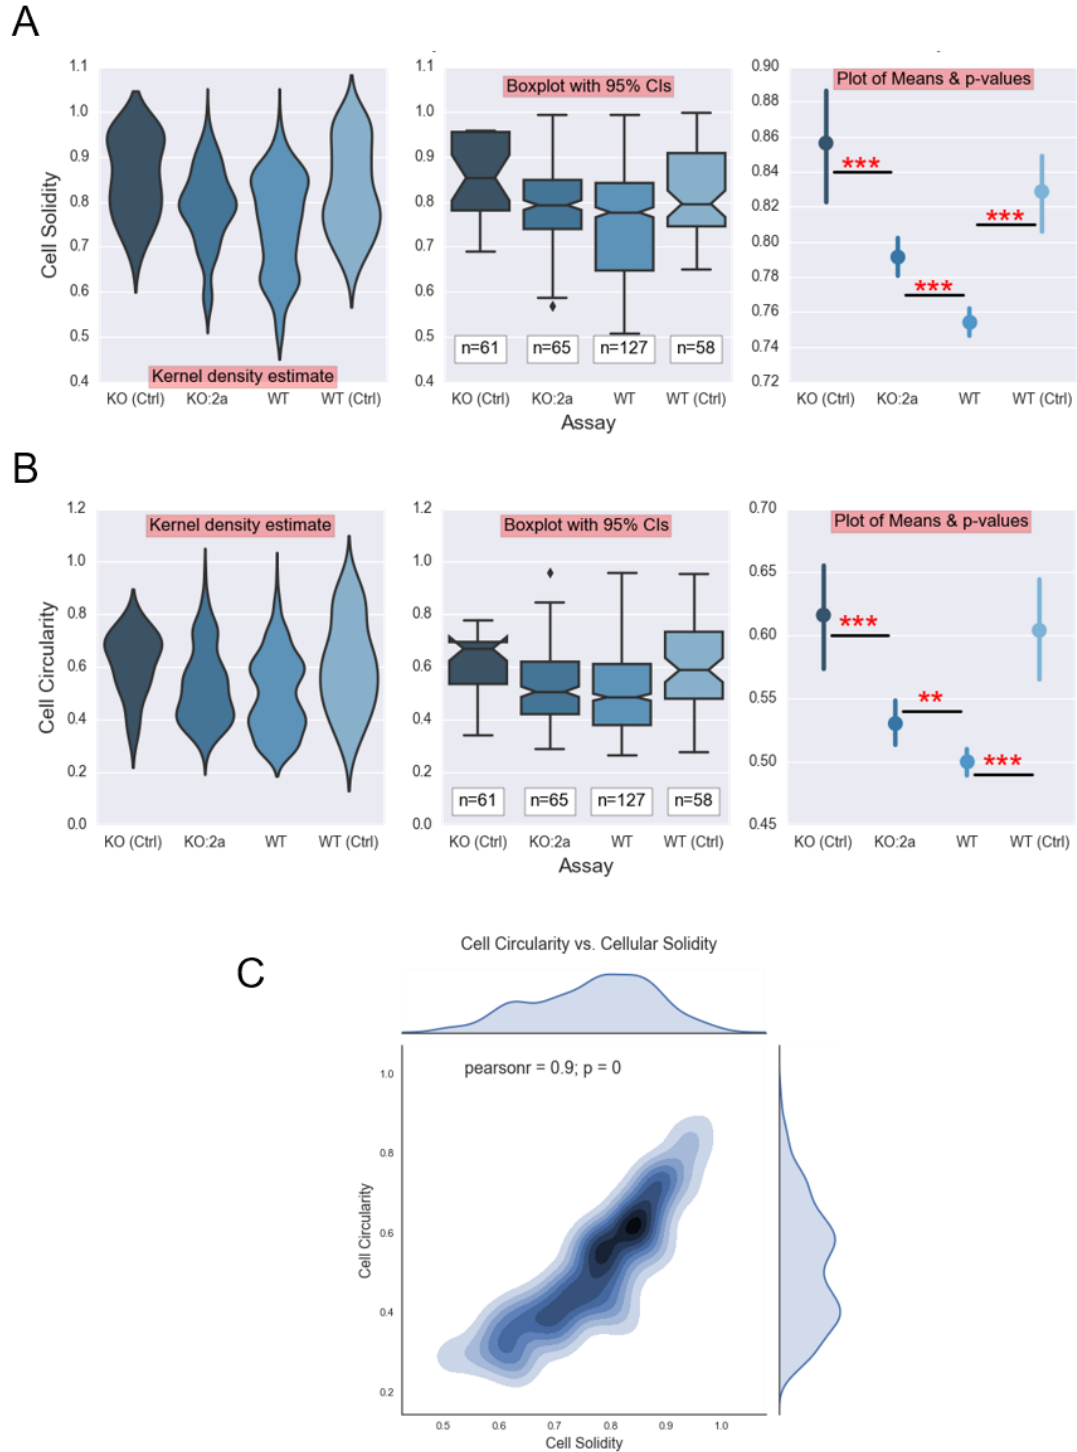 A
Kernel density estimate
Boxplot with 95% CIs
Plot of Means & p-values
Cell Solidity
1.1
1.0
0.9
0.8
0.7
0.6
0.5
0.4
KO (Ctrl) KO:2a WT WT (Ctrl)
1.1
1.0
0.9
0.8
0.7
0.6
0.5
0.4
n=61 n=65 n=127 n=58
KO (Ctrl) KO:2a WT WT (Ctrl)
Assay
0.90
0.88
0.86
0.84
0.82
0.80
0.78
0.76
0.74
0.72
***
***
***
KO (Ctrl) KO:2a WT WT (Ctrl)
B
Kernel density estimate
Boxplot with 95% CIs
Plot of Means & p-values
Cell Circularity
1.2
1.0
0.8
0.6
0.4
0.2
0.0
KO (Ctrl) KO:2a WT WT (Ctrl)
1.2
1.0
0.8
0.6
0.4
0.2
0.0
n=61 n=65 n=127 n=58
KO (Ctrl) KO:2a WT WT (Ctrl)
Assay
0.70
0.65
0.60
0.55
0.50
0.45
***
**
***
KO (Ctrl) KO:2a WT WT (Ctrl)
C
Cell Circularity vs. Cellular Solidity
pearsonr = 0.9; p = 0
Cell Circularity
1.0
0.8
0.6
0.4
0.2
0.5 0.6 0.7 0.8 0.9 1.0
Cell Solidity